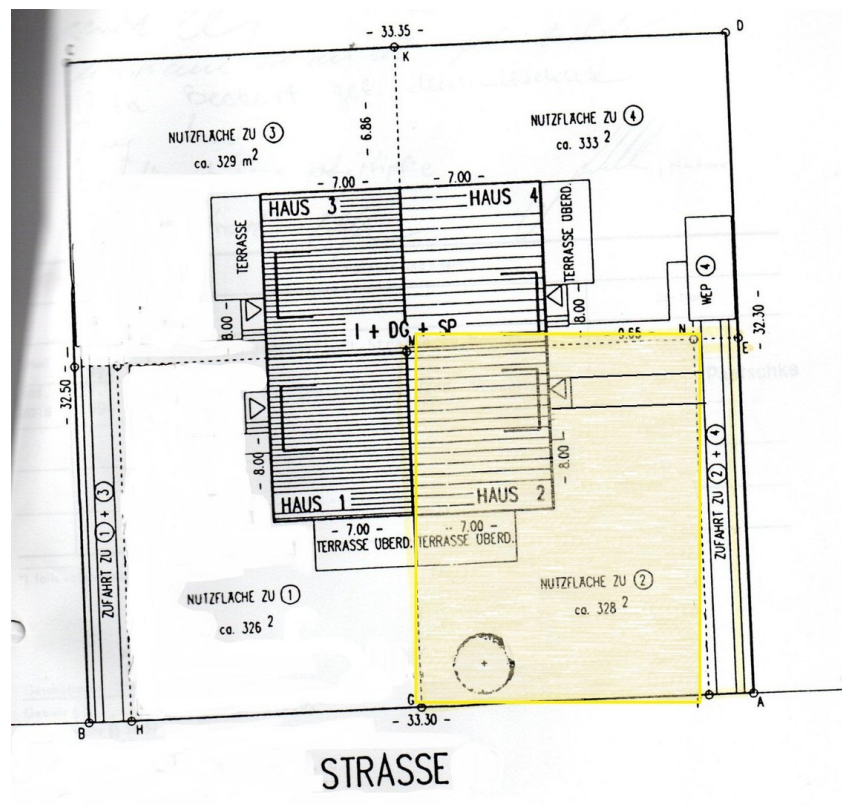 - 33.35 -
D
K
- 6.86 -
NUTZFLÄCHE ZU ③
ca. 329 m²
NUTZFLÄCHE ZU ④
ca. 333 ²
- 7.00 -
- 7.00 -
HAUS 3
HAUS 4
TERRASSE
TERRASSE ÜBERD.
WEP ④
8.00 -
- 8.00 -
I + DG + SP
- 32.30 -
M
9.65
N
E
- 32.50 -
- 8.00 -
- 8.00
ZUFAHRT ZU ① + ③
ZUFAHRT ZU ② + ④
HAUS 1
HAUS 2
- 7.00 -
- 7.00 -
TERRASSE ÜBERD.
TERRASSE ÜBERD.
NUTZFLÄCHE ZU ①
ca. 326 ²
NUTZFLÄCHE ZU ②
ca. 328 ²
B
H
G
A
- 33.30 -
STRASSE